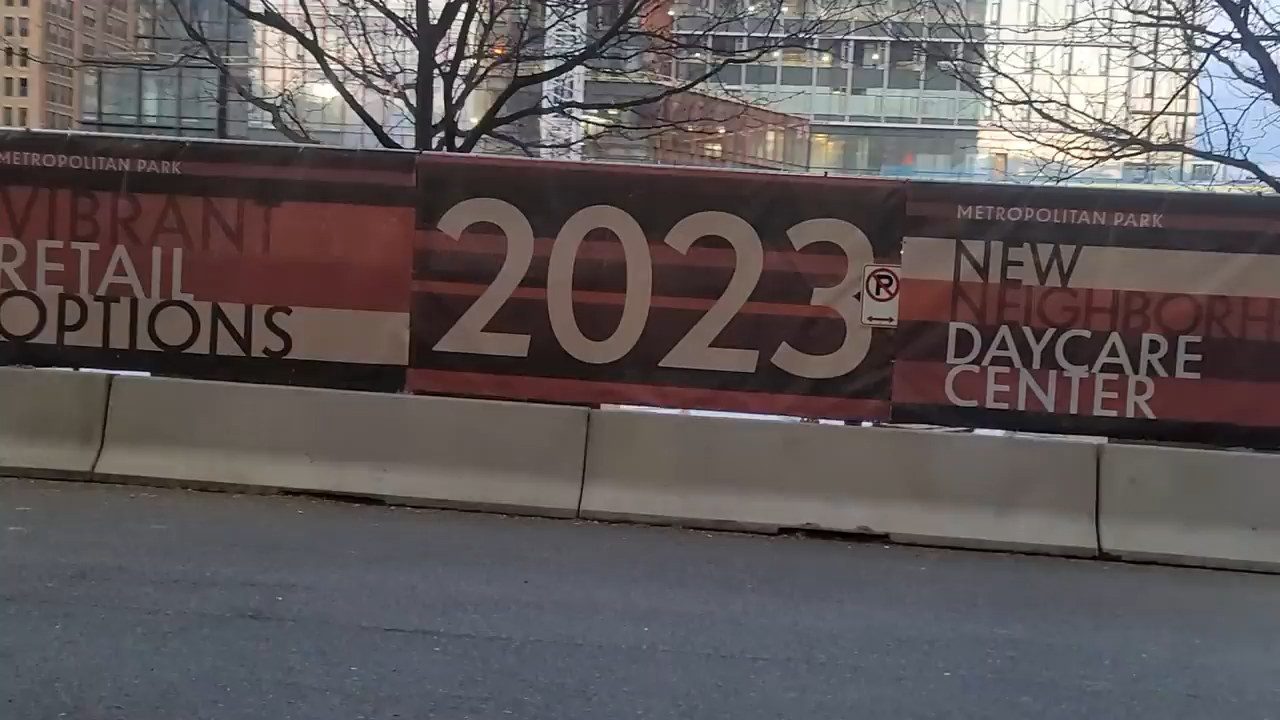 METROPOLITAN PARK
VIBRANT
RETAIL
OPTIONS
2023
P
METROPOLITAN PARK
NEW
NEIGHBORH
DAYCARE
CENTER